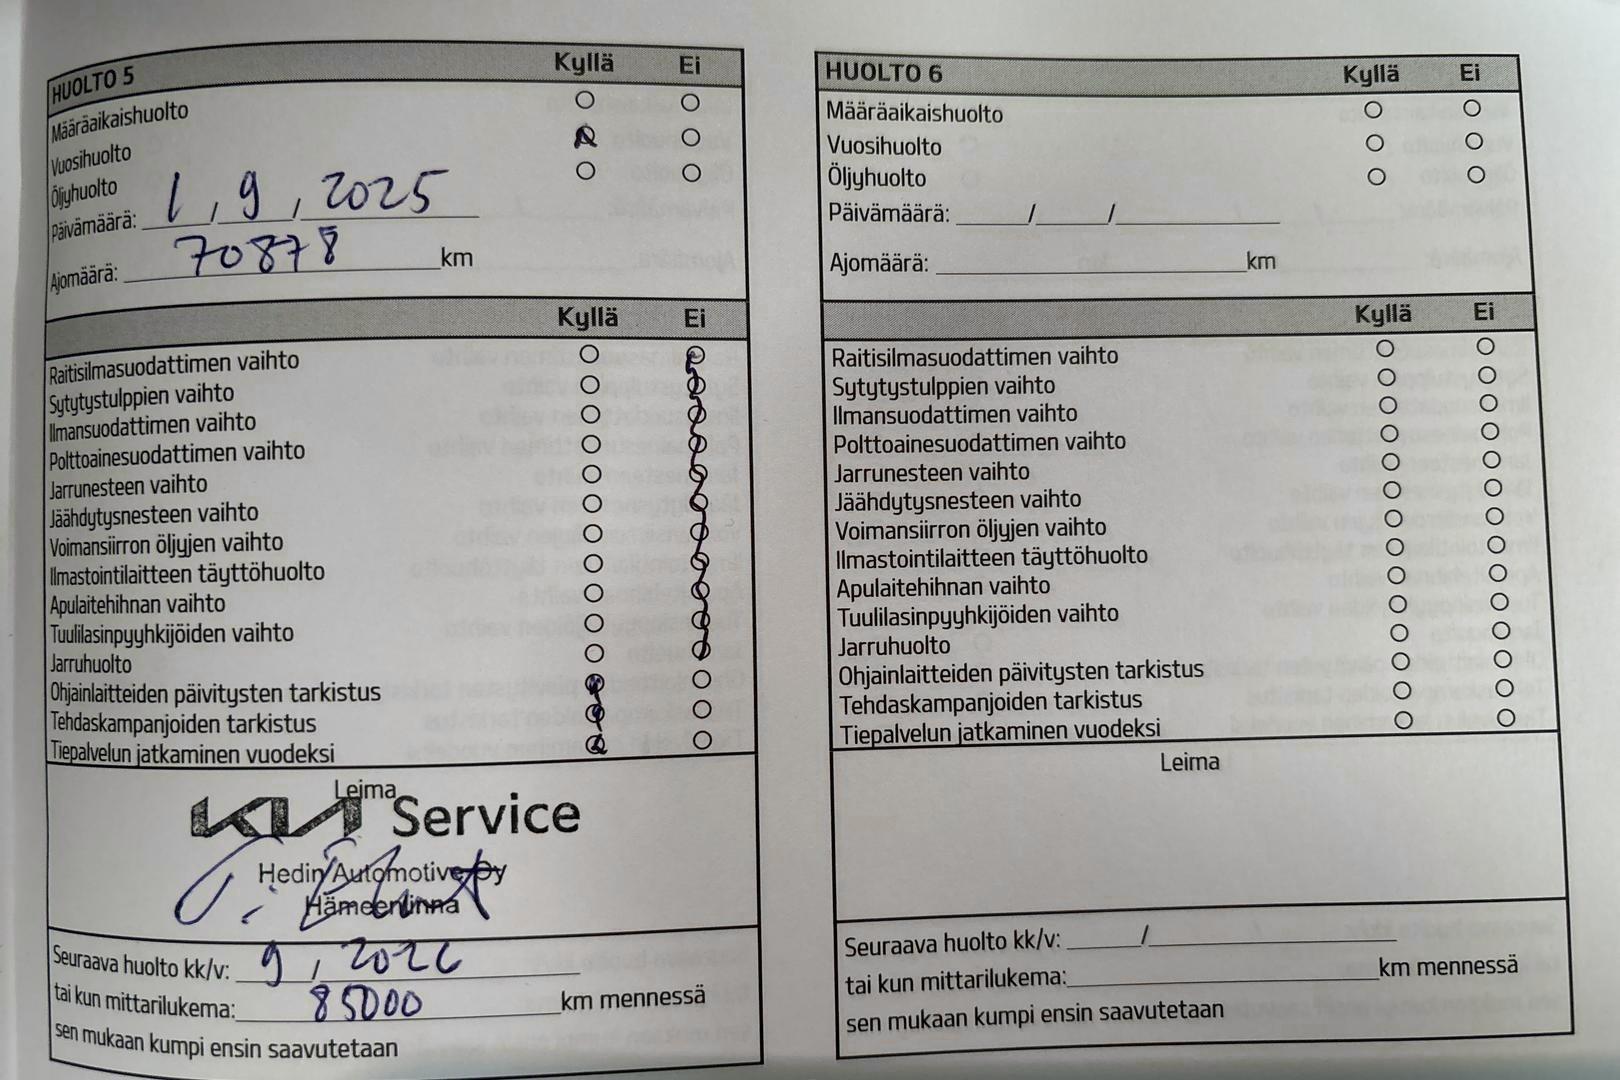 HUOLTO 5 Kyllä Ei
Määräaikaishuolto
Vuosihuolto
Öljyhuolto
Päivämäärä: 1 / 9 / 2025
Ajomäärä: 70878 km
Kyllä Ei
Raitisilmasuodattimen vaihto
Sytytystulppien vaihto
Ilmansuodattimen vaihto
Polttoainesuodattimen vaihto
Jarrunesteen vaihto
Jäähdytysnesteen vaihto
Voimansiirron öljyjen vaihto
Ilmastointilaitteen täyttöhuolto
Apulaitehihnan vaihto
Tuulilasinpyyhkijöiden vaihto
Jarruhuolto
Ohjainlaitteiden päivitysten tarkistus
Tehdaskampanjoiden tarkistus
Tiepalvelun jatkaminen vuodeksi
Leima
KIA Service
Hedin Automotive Oy
Hämeenlinna
Seuraava huolto kk/v: 9 / 2026
tai kun mittarilukema: 85000 km mennessä
sen mukaan kumpi ensin saavutetaan
HUOLTO 6 Kyllä Ei
Määräaikaishuolto
Vuosihuolto
Öljyhuolto
Päivämäärä: / /
Ajomäärä: km
Kyllä Ei
Raitisilmasuodattimen vaihto
Sytytystulppien vaihto
Ilmansuodattimen vaihto
Polttoainesuodattimen vaihto
Jarrunesteen vaihto
Jäähdytysnesteen vaihto
Voimansiirron öljyjen vaihto
Ilmastointilaitteen täyttöhuolto
Apulaitehihnan vaihto
Tuulilasinpyyhkijöiden vaihto
Jarruhuolto
Ohjainlaitteiden päivitysten tarkistus
Tehdaskampanjoiden tarkistus
Tiepalvelun jatkaminen vuodeksi
Leima
Seuraava huolto kk/v: /
tai kun mittarilukema: km mennessä
sen mukaan kumpi ensin saavutetaan